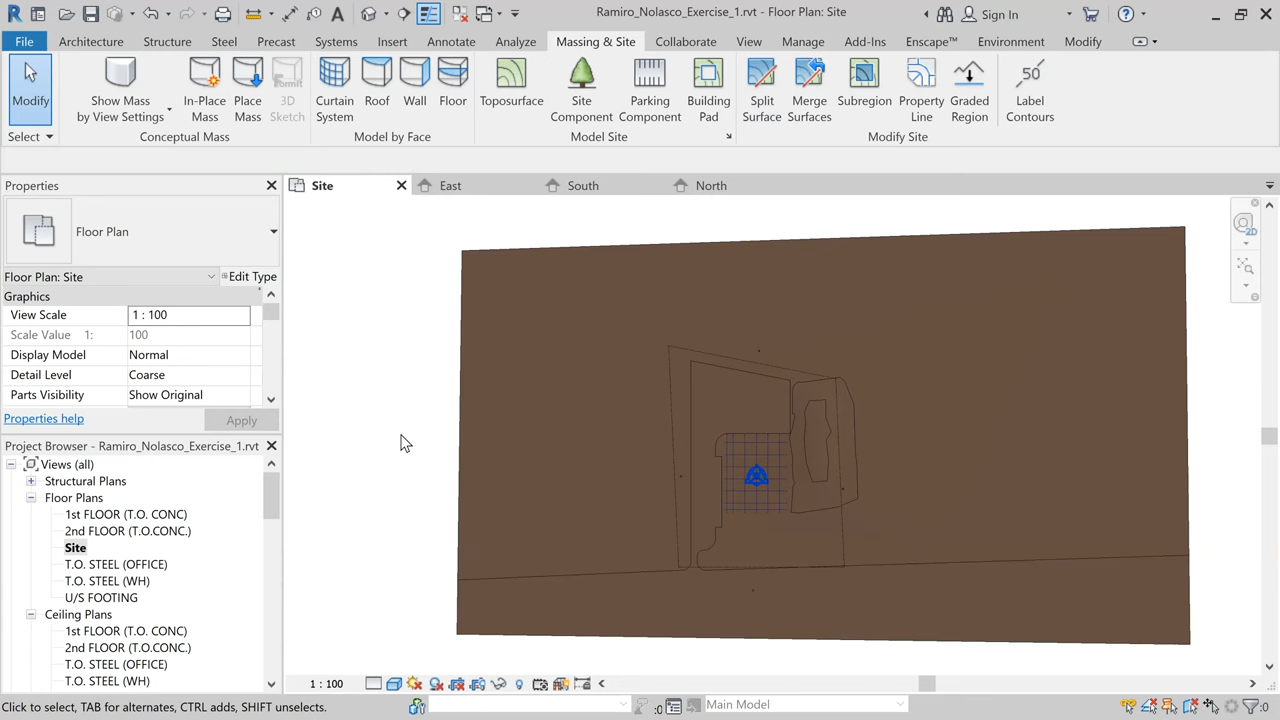 Ramiro_Nolasco_Exercise_1.rvt - Floor Plan: Site
Sign In
File Architecture Structure Steel Precast Systems Insert Annotate Analyze Massing & Site Collaborate View Manage Add-Ins Enscape™ Environment Modify
Modify
Show Mass
by View Settings
In-Place
Mass
Place
Mass
Formit
3D
Sketch
Curtain
System
Roof
Wall
Floor
Toposurface
Site
Component
Parking
Component
Building
Pad
Split
Surface
Merge
Surfaces
Subregion
Property
Line
Graded
Region
50
Label
Contours
Select
Conceptual Mass
Model by Face
Model Site
Modify Site
Properties
Site
East
South
North
2D
Floor Plan
Floor Plan: Site
Edit Type
Graphics
View Scale 1 : 100
Scale Value 1: 100
Display Model Normal
Detail Level Coarse
Parts Visibility Show Original
Properties help
Apply
Project Browser - Ramiro_Nolasco_Exercise_1.rvt
Views (all)
Structural Plans
Floor Plans
1st FLOOR (T.O. CONC)
2nd FLOOR (T.O.CONC.)
Site
T.O. STEEL (OFFICE)
T.O. STEEL (WH)
U/S FOOTING
Ceiling Plans
1st FLOOR (T.O. CONC)
2nd FLOOR (T.O.CONC.)
T.O. STEEL (OFFICE)
T.O. STEEL (WH)
1 : 100
Click to select, TAB for alternates, CTRL adds, SHIFT unselects.
:0
Main Model
:0